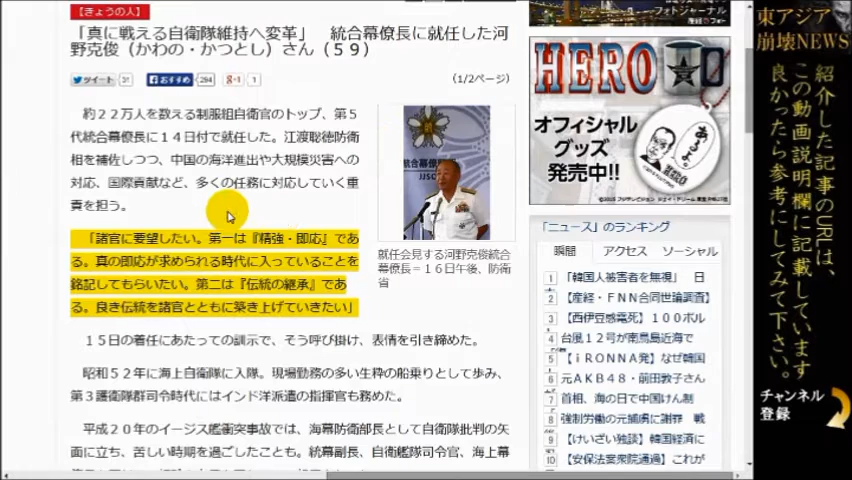 【きょうの人】
「真に戦える自衛隊維持へ変革」　統合幕僚長に就任した河
野克俊（かわの・かつとし）さん（５９）
ツイート 31 おすすめ 284 g+1 1
（1/2ページ）
約２２万人を数える制服組自衛官のトップ、第５
代統合幕僚長に１４日付で就任した。江渡聡徳防衛
相を補佐しつつ、中国の海洋進出や大規模災害への
対応、国際貢献など、多くの任務に対応していく重
責を担う。
「諸官に要望したい。第一は『精強・即応』であ
る。真の即応が求められる時代に入っていることを
銘記してもらいたい。第二は『伝統の継承』であ
る。良き伝統を諸官とともに築き上げていきたい」
統合幕僚
JJSO
就任会見する河野克俊統合
幕僚長＝１６日午後、防衛
省
１５日の着任にあたっての訓示で、そう呼び掛け、表情を引き締めた。
昭和５２年に海上自衛隊に入隊。現場勤務の多い生粋の船乗りとして歩み、
第３護衛隊群司令時代にはインド洋派遣の指揮官も務めた。
平成２０年のイージス艦衝突事故では、海幕防衛部長として自衛隊批判の矢
面に立ち、苦しい時期を過ごしたことも。統幕副長、自衛艦隊司令官、海上幕
フォトジャーナル
HERO
オフィシャル
グッズ
発売中!!
あるよ。
HERO
「ニュース」のランキング
瞬間 アクセス ソーシャル
1 「韓国人被害者を無視」　日
2 【産経・ＦＮＮ合同世論調査】
3 【西伊豆感電死】１００ボル
4 台風１２号が南鳥島近海で
5 【ｉＲＯＮＮＡ発】なぜ韓国
6 元ＡＫＢ４８・前田敦子さん
7 首相、海の日で中国けん制
8 強制労働の元捕虜に謝罪　戦
9 【けいざい独談】韓国経済に
10 【安保法案衆院通過】これが
東アジア
崩壊NEWS
紹介した記事のURLは、
この動画説明欄に記載しています
良かったら参考にしてみて下さい。
チャンネル
登録